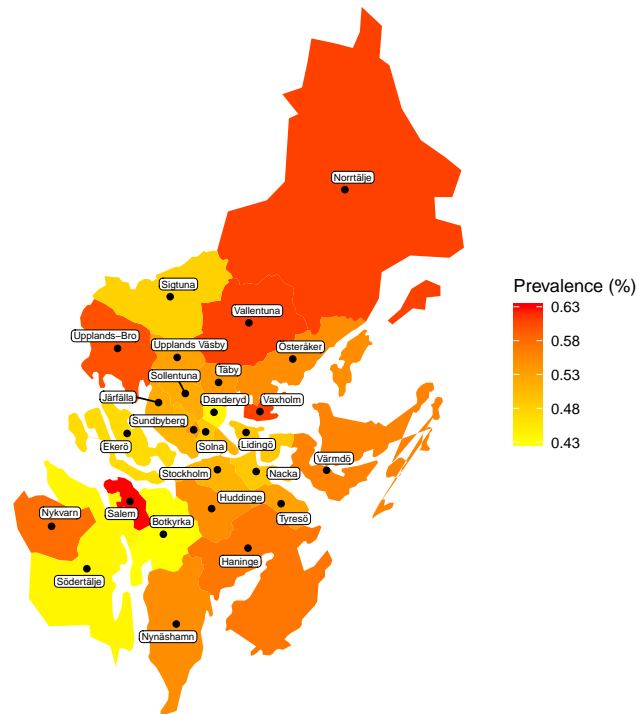 Norrtälje
Sigtuna
Prevalence (%)
0.63
Vallentuna
Upplands−Bro
Upplands Väsby
Österåker
0.58
Sollentuna
Täby
0.53
Järfälla
Danderyd
Vaxholm
0.48
Sundbyberg
Ekerö
Solna
Lidingö
0.43
Stockholm
Nacka
Värmdö
Nykvarn
Salem
Huddinge
Botkyrka
Tyresö
Haninge
Södertälje
Nynäshamn